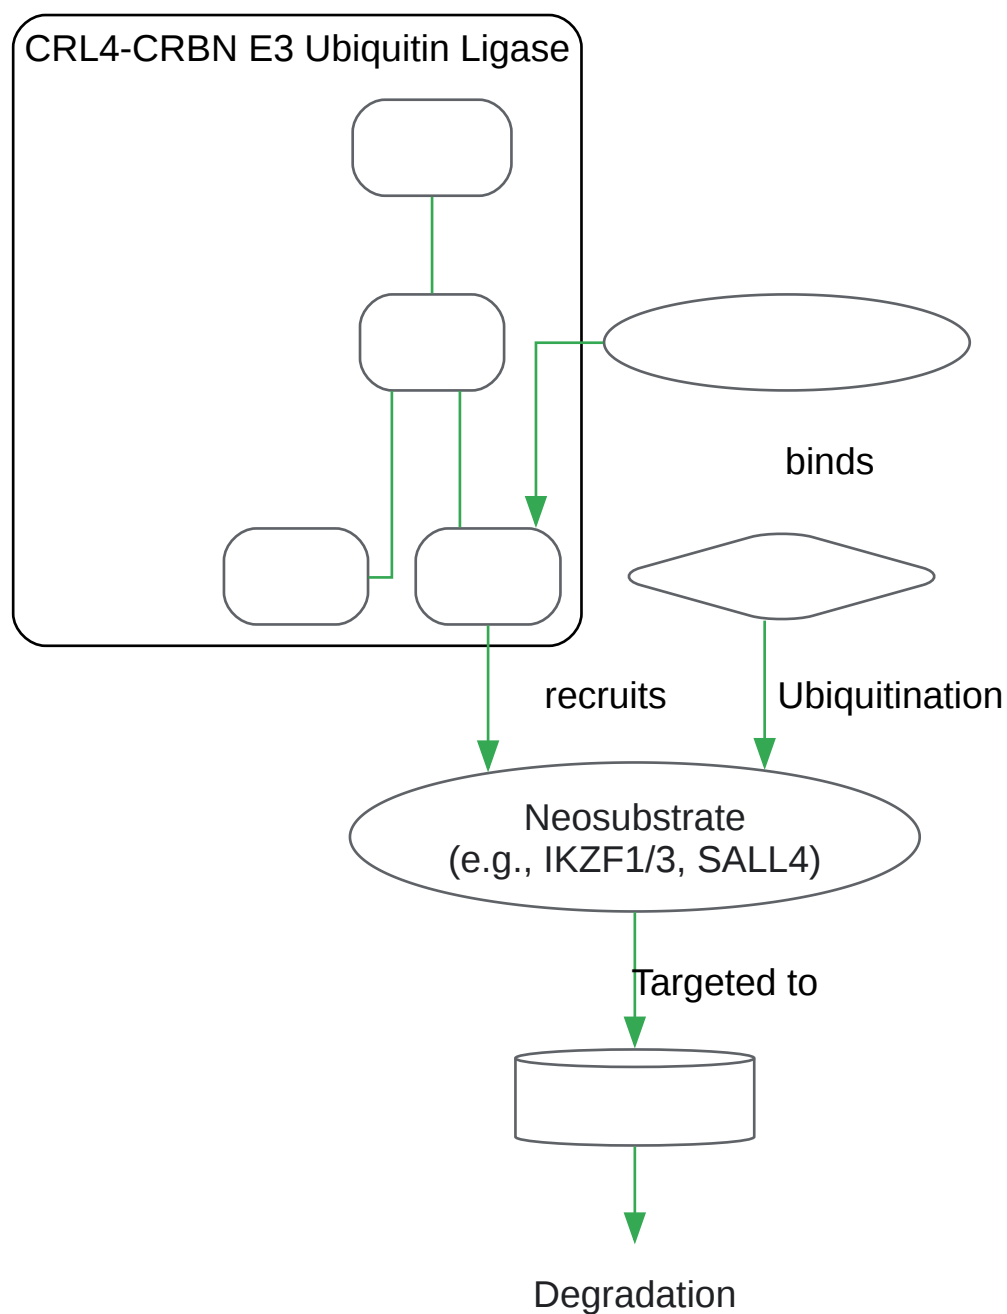 CRL4-CRBN E3 Ubiquitin Ligase
binds
recruits
Ubiquitination
Neosubstrate
(e.g., IKZF1/3, SALL4)
Targeted to
Degradation